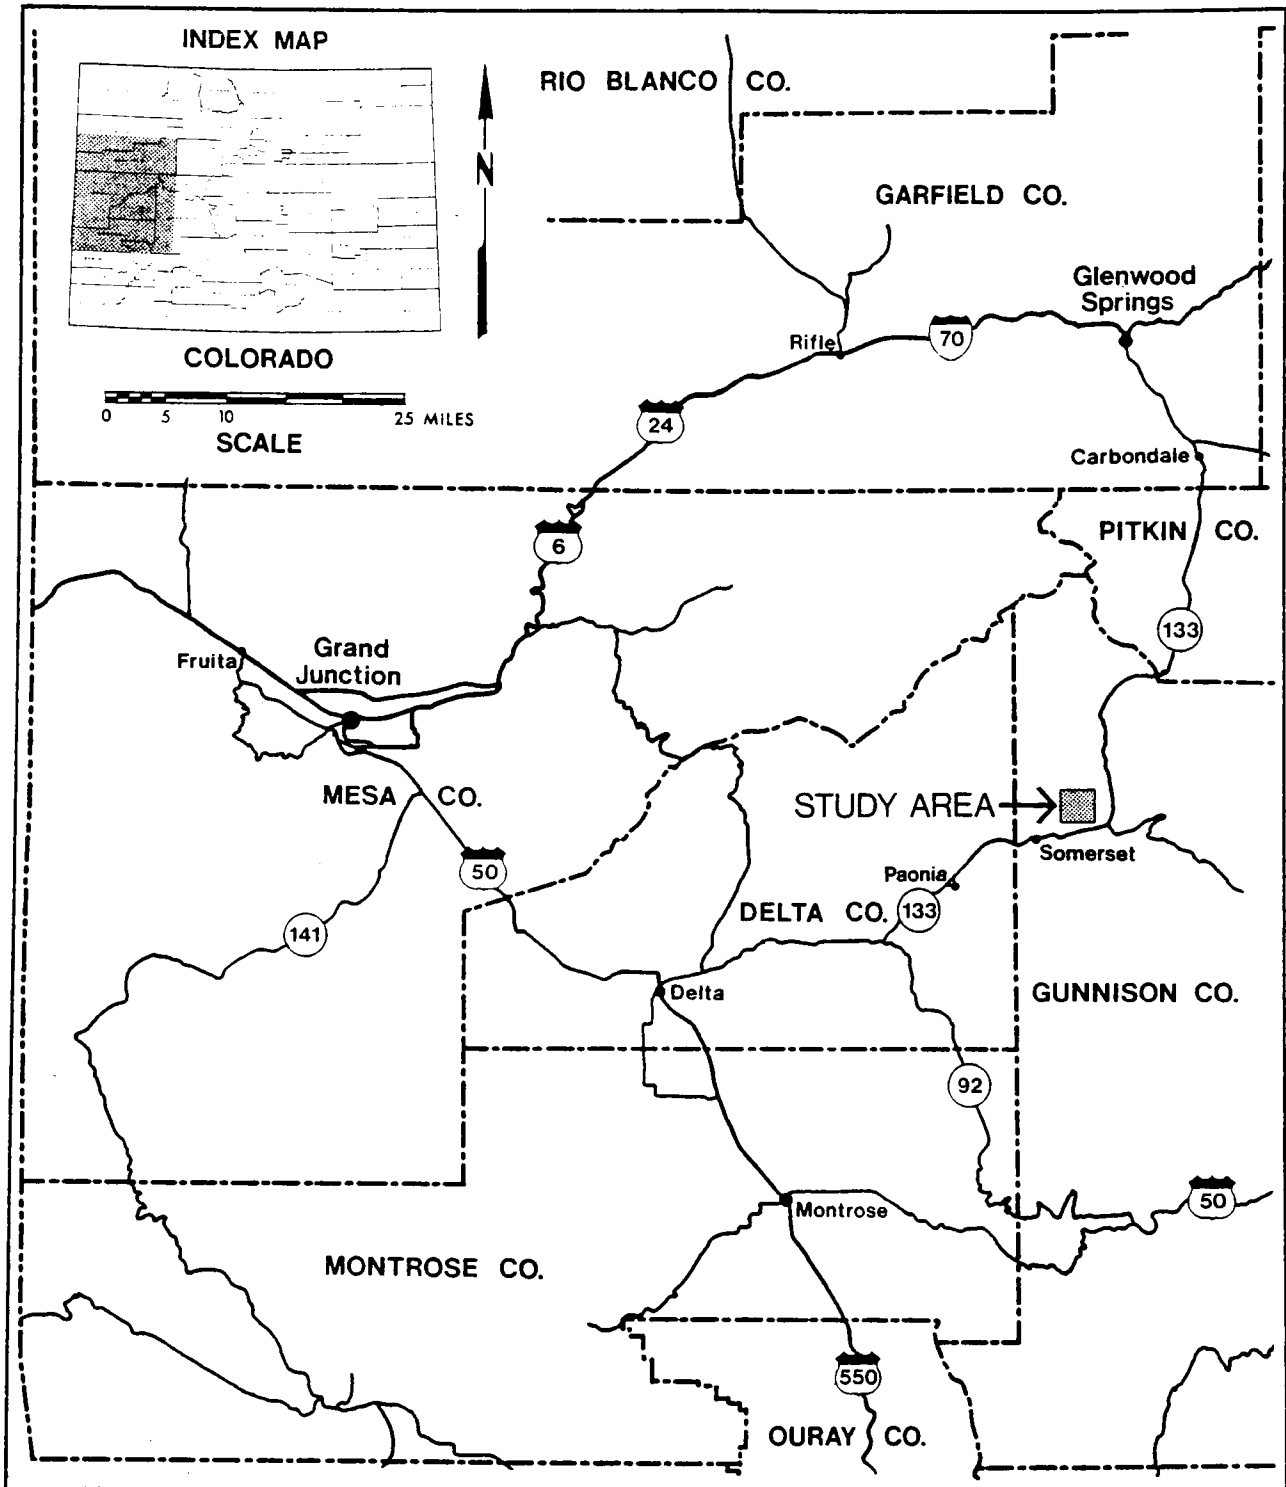 INDEX MAP
N
COLORADO
0 5 10 25 MILES
SCALE
RIO BLANCO CO.
GARFIELD CO.
Glenwood
Springs
70
Rifle
24
Carbondale
6
PITKIN CO.
133
Grand
Junction
Fruita
MESA CO.
STUDY AREA
Somerset
50
Paonia
DELTA CO.
133
141
Delta
GUNNISON CO.
92
50
Montrose
MONTROSE CO.
550
OURAY CO.